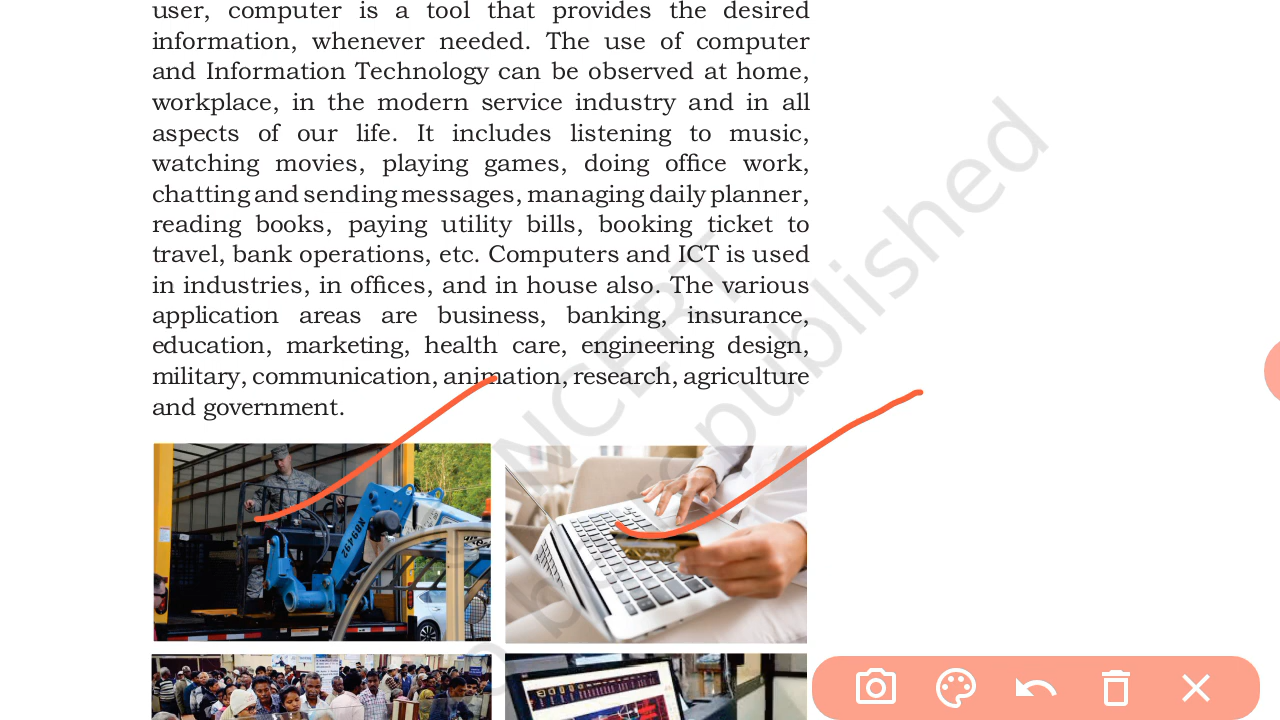 user, computer is a tool that provides the desired
information, whenever needed. The use of computer
and Information Technology can be observed at home,
workplace, in the modern service industry and in all
aspects of our life. It includes listening to music,
watching movies, playing games, doing office work,
chatting and sending messages, managing daily planner,
reading books, paying utility bills, booking ticket to
travel, bank operations, etc. Computers and ICT is used
in industries, in offices, and in house also. The various
application areas are business, banking, insurance,
education, marketing, health care, engineering design,
military, communication, animation, research, agriculture
and government.
NCERT
published
R89492